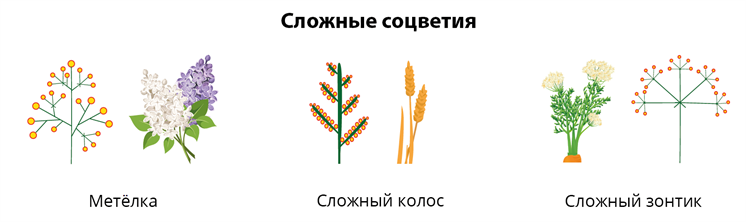 Сложные соцветия
Метёлка
Сложный колос
Сложный зонтик